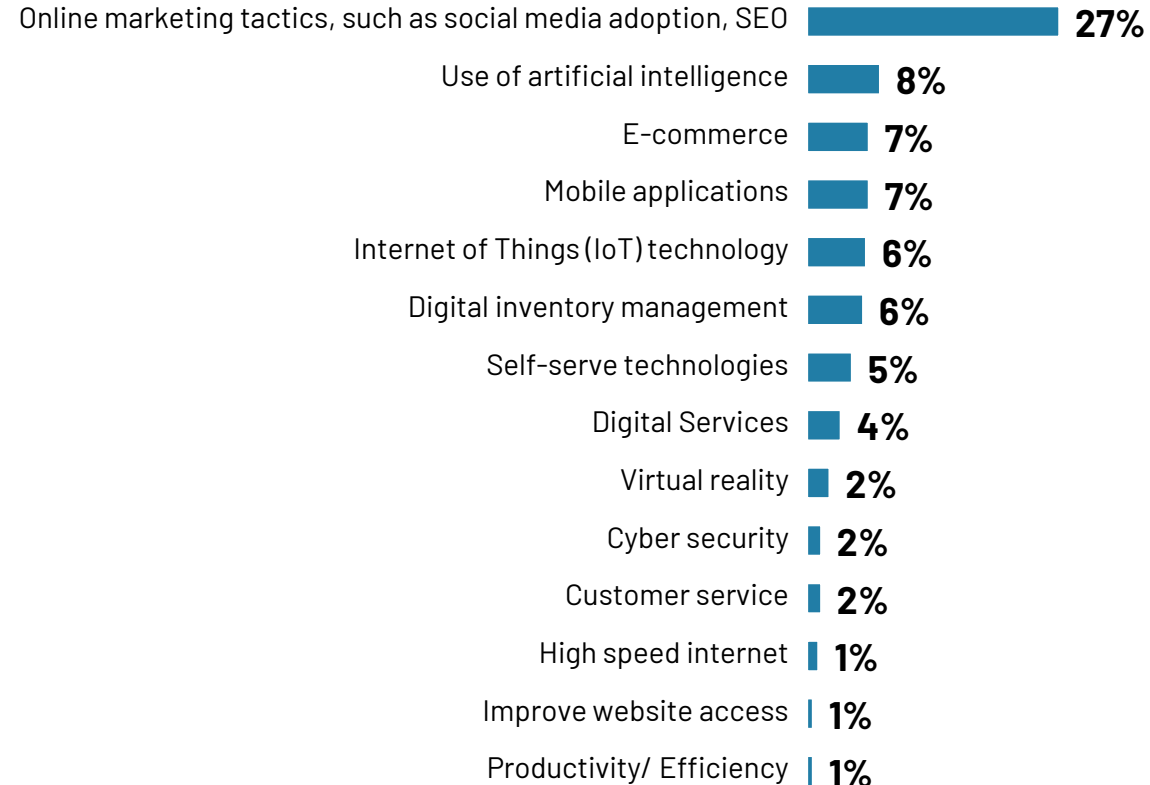 Online marketing tactics, such as social media adoption, SEO 27%
Use of artificial intelligence 8%
E-commerce 7%
Mobile applications 7%
Internet of Things (IoT) technology 6%
Digital inventory management 6%
Self-serve technologies 5%
Digital Services 4%
Virtual reality 2%
Cyber security 2%
Customer service 2%
High speed internet 1%
Improve website access 1%
Productivity/ Efficiency 1%